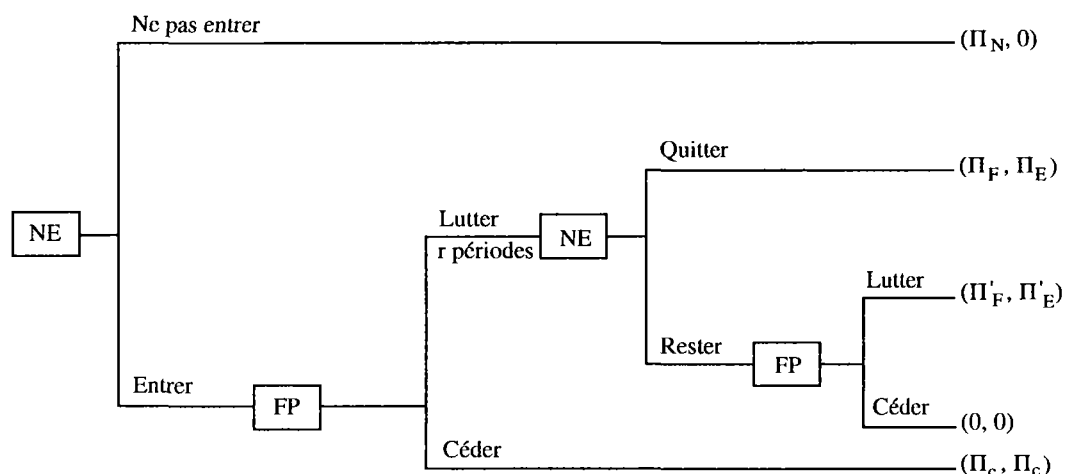 Nc pas entrer
(Π_N, 0)
Quitter
(Π_F, Π_E)
NE
Lutter
r périodes
NE
Lutter
(Π'_F, Π'_E)
Rester
FP
Entrer
FP
Céder
(0, 0)
Céder
(Π_c, Π_c)